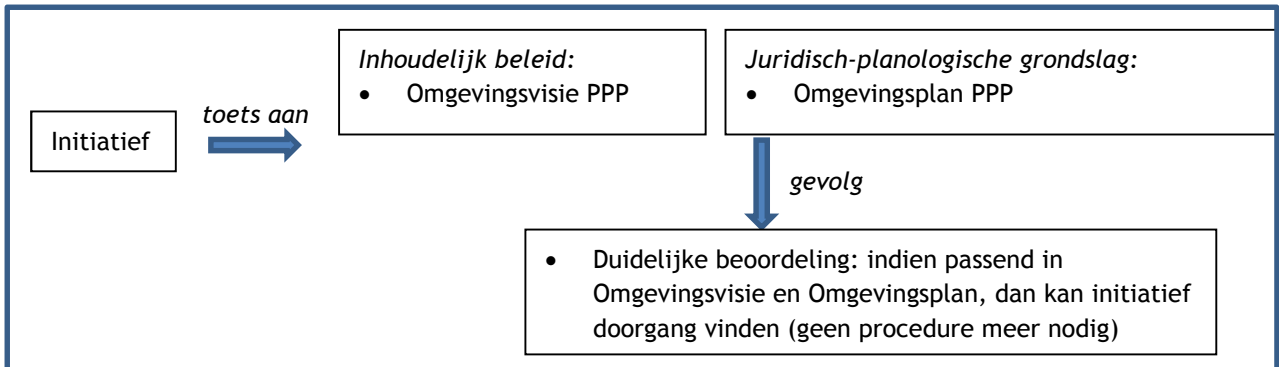 Initiatief
toets aan
Inhoudelijk beleid:
• Omgevingsvisie PPP
Juridisch-planologische grondslag:
• Omgevingsplan PPP
gevolg
• Duidelijke beoordeling: indien passend in
Omgevingsvisie en Omgevingsplan, dan kan initiatief
doorgang vinden (geen procedure meer nodig)